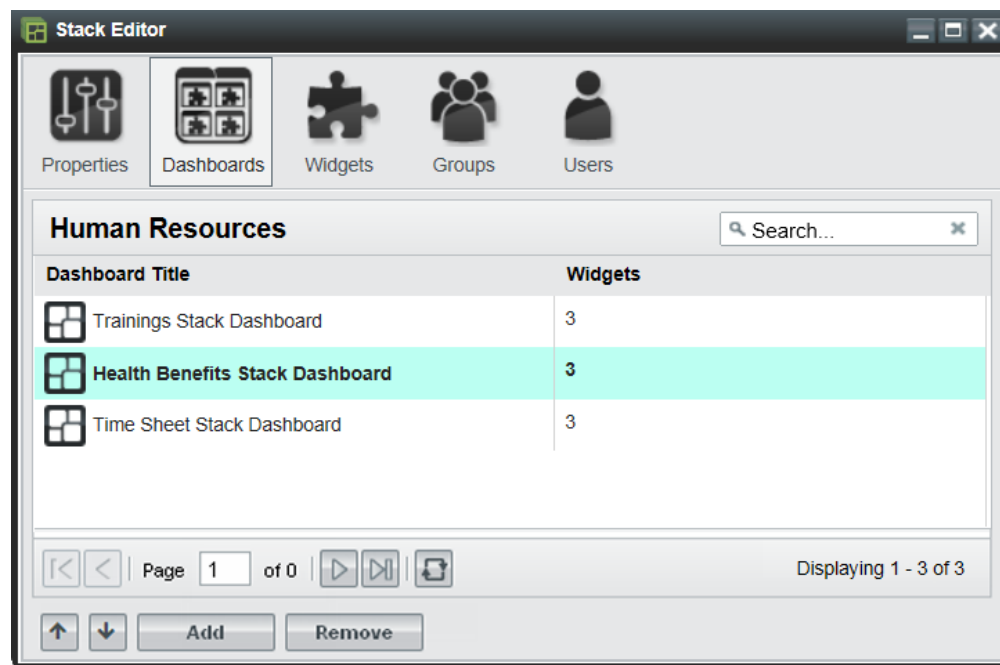 Stack Editor
Properties Dashboards Widgets Groups Users
Human Resources Search...
Dashboard Title Widgets
Trainings Stack Dashboard 3
Health Benefits Stack Dashboard 3
Time Sheet Stack Dashboard 3
Page 1 of 0 Displaying 1 - 3 of 3
Add Remove